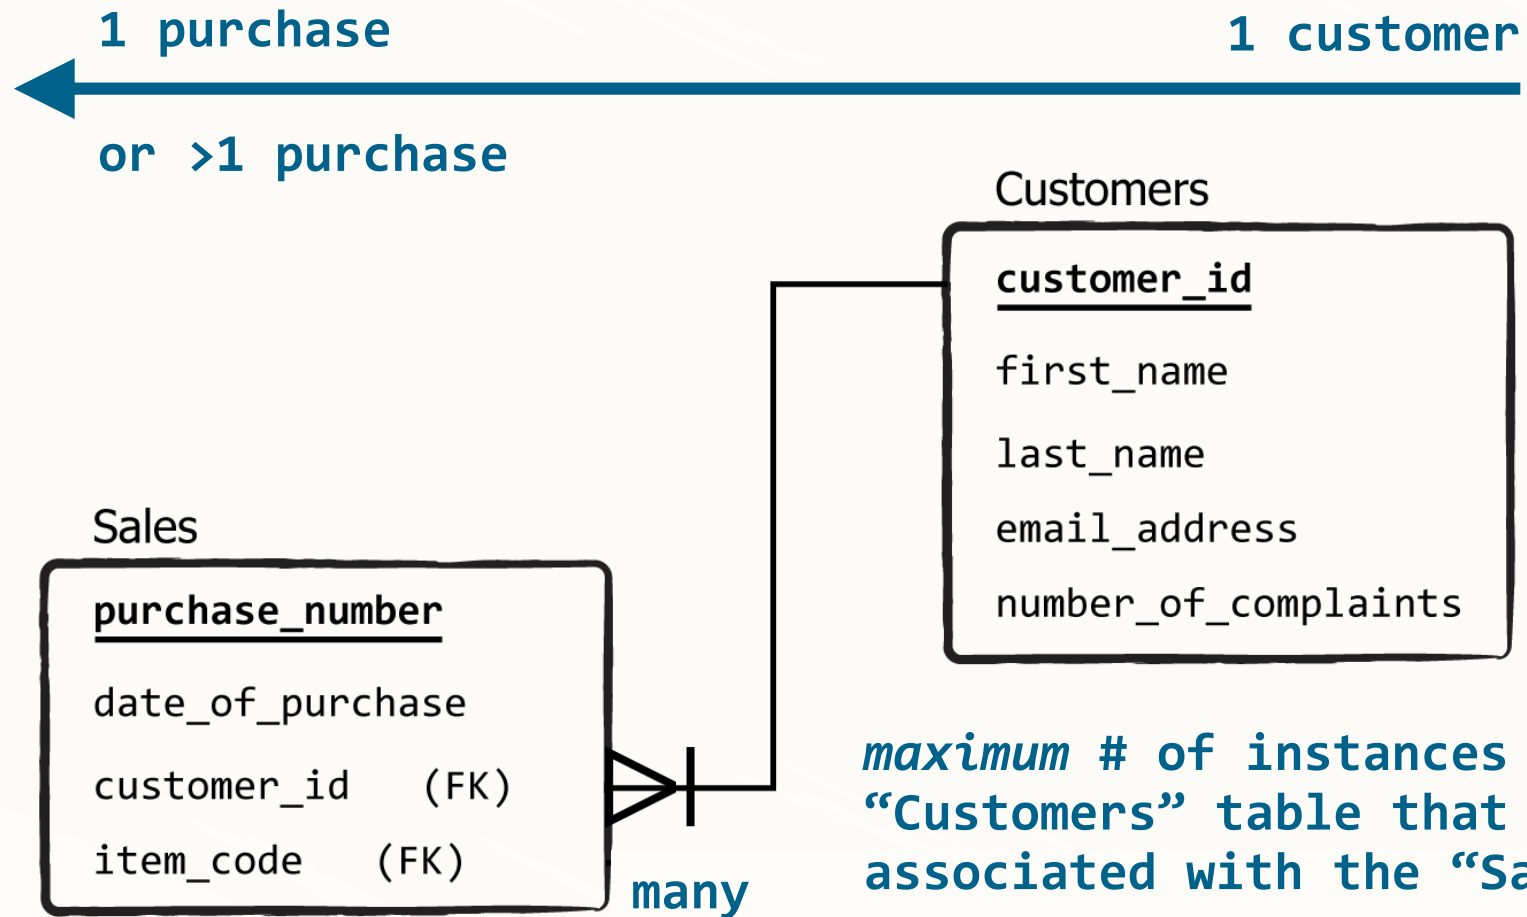 1 purchase
1 customer
or >1 purchase
Customers
customer_id
first_name
last_name
email_address
number_of_complaints
Sales
purchase_number
date_of_purchase
customer_id (FK)
item_code (FK)
many
maximum # of instances
“Customers” table that
associated with the “Sa